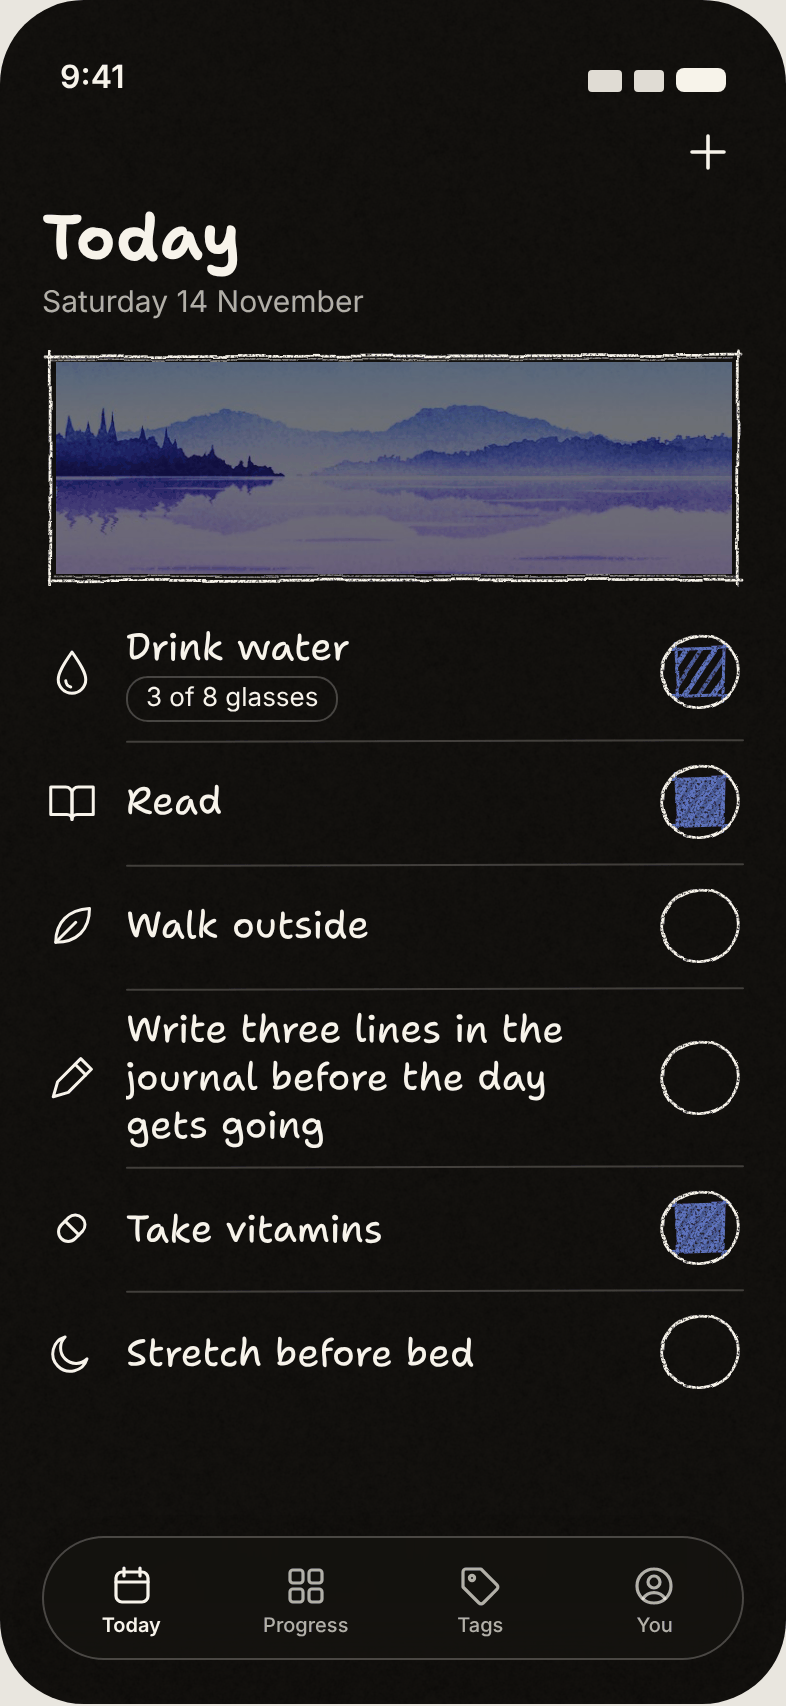 9:41
Today
Saturday 14 November
Drink water
3 of 8 glasses
Read
Walk outside
Write three lines in the
journal before the day
gets going
Take vitamins
Stretch before bed
Today
Progress
Tags
You